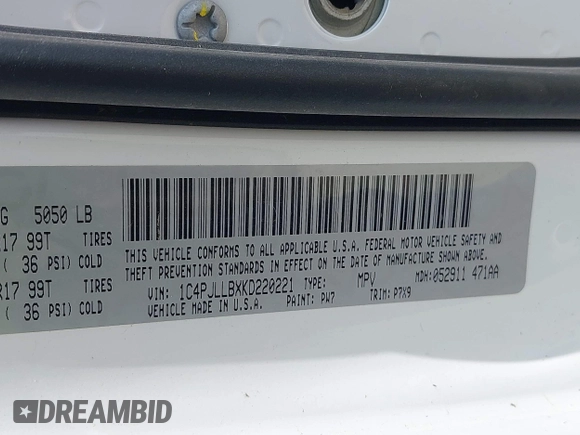 G 5050 LB
R17 99T TIRES
( 36 PSI) COLD
R17 99T TIRES
( 36 PSI) COLD
THIS VEHICLE CONFORMS TO ALL APPLICABLE U.S.A. FEDERAL MOTOR VEHICLE SAFETY AND
THEFT PREVENTION STANDARDS IN EFFECT ON THE DATE OF MANUFACTURE SHOWN ABOVE.
VIN: 1C4PJLLBXKD220221 TYPE: MPV MDH: 052911 471AA
VEHICLE MADE IN U.S.A. PAINT: PW7 TRIM: P7X9
DREAMBID